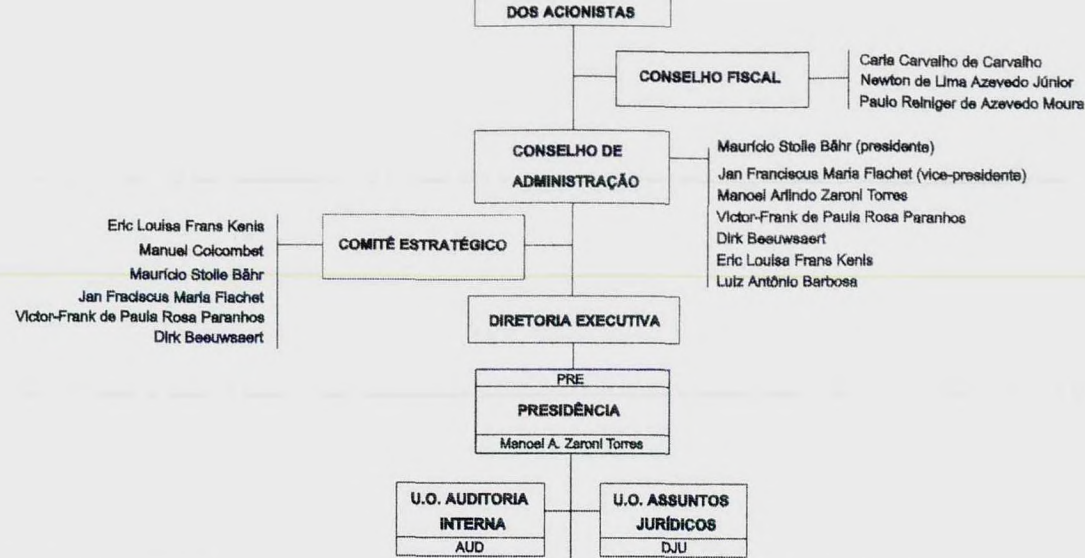 DOS ACIONISTAS
CONSELHO FISCAL
Carla Carvalho de Carvalho
Newton de Lima Azevedo Júnior
Paulo Reiniger de Azevedo Moura
CONSELHO DE
ADMINISTRAÇÃO
Maurício Stolle Bähr (presidente)
Jan Franciscus Maria Flachet (vice-presidente)
Manoel Arlindo Zaroni Torres
Victor-Frank de Paula Rosa Paranhos
Dirk Beeuwsaert
Eric Louisa Frans Kenis
Luiz Antônio Barbosa
COMITÊ ESTRATÉGICO
Eric Louisa Frans Kenis
Manuel Colcombet
Maurício Stolle Bähr
Jan Fraciscus Maria Flachet
Victor-Frank de Paula Rosa Paranhos
Dirk Beeuwsaert
DIRETORIA EXECUTIVA
PRE
PRESIDÊNCIA
Manoel A. Zaroni Torres
U.O. AUDITORIA
INTERNA
AUD
U.O. ASSUNTOS
JURÍDICOS
DJU